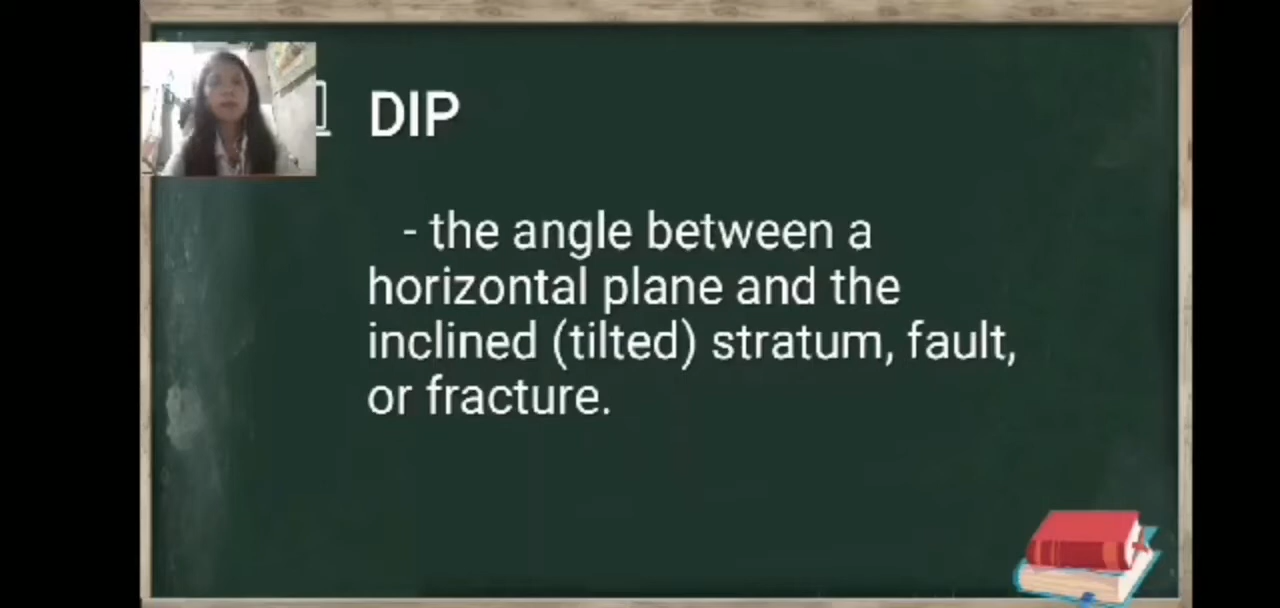 DIP
- the angle between a
horizontal plane and the
inclined (tilted) stratum, fault,
or fracture.